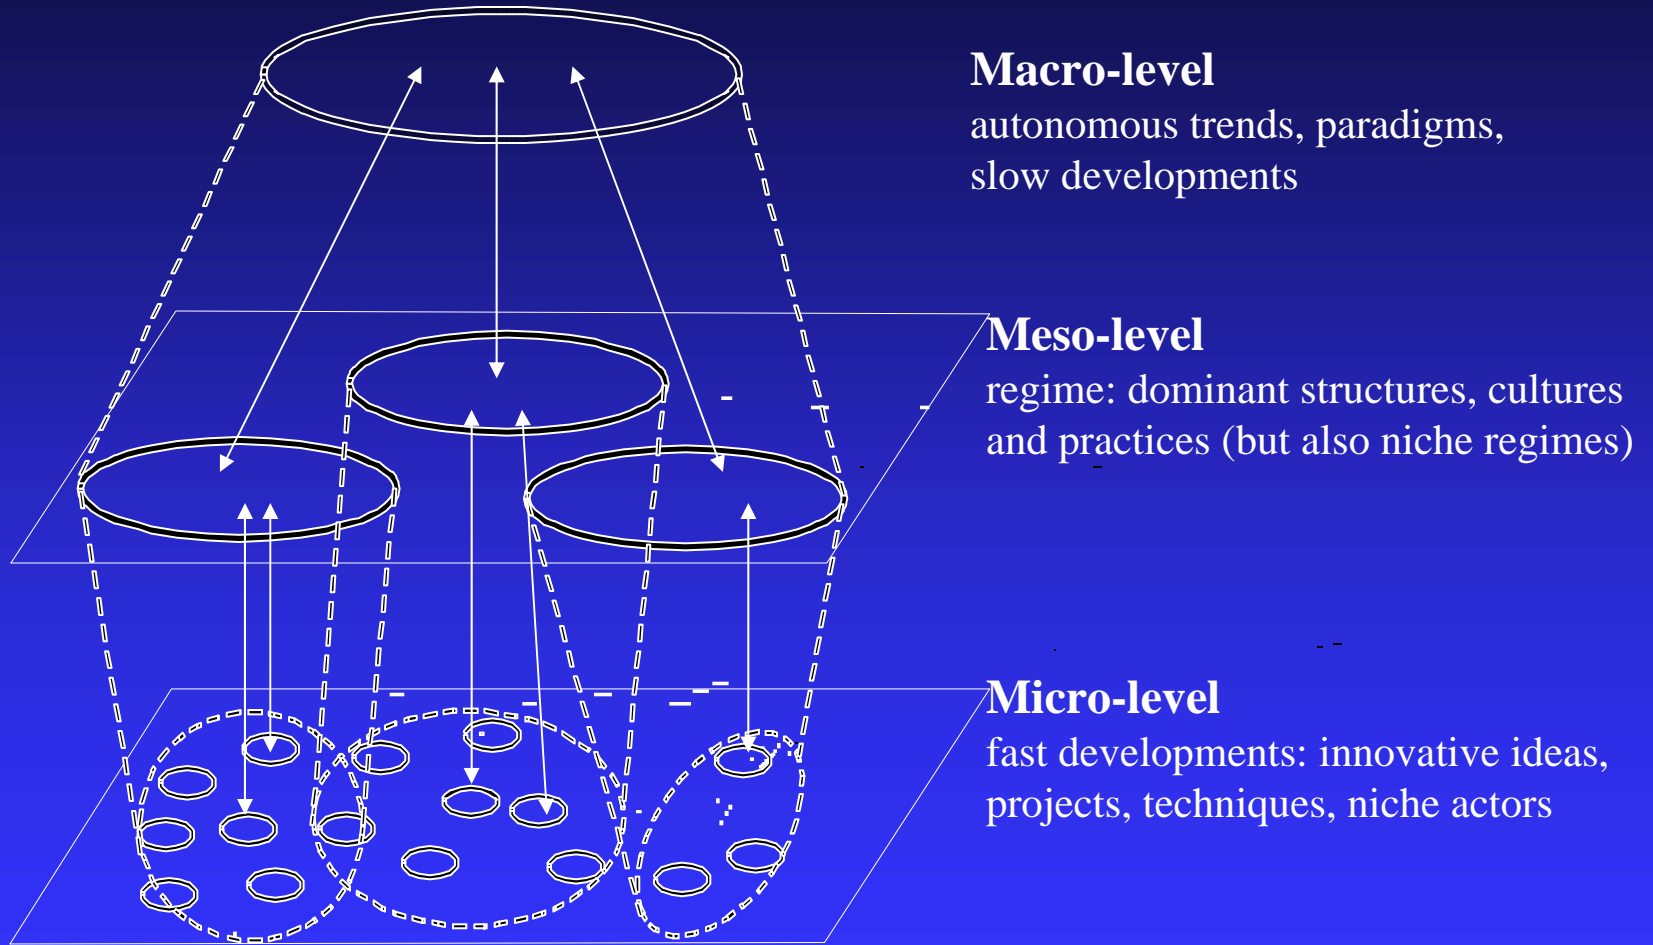 Macro-level
autonomous trends, paradigms,
slow developments
Meso-level
regime: dominant structures, cultures
and practices (but also niche regimes)
Micro-level
fast developments: innovative ideas,
projects, techniques, niche actors